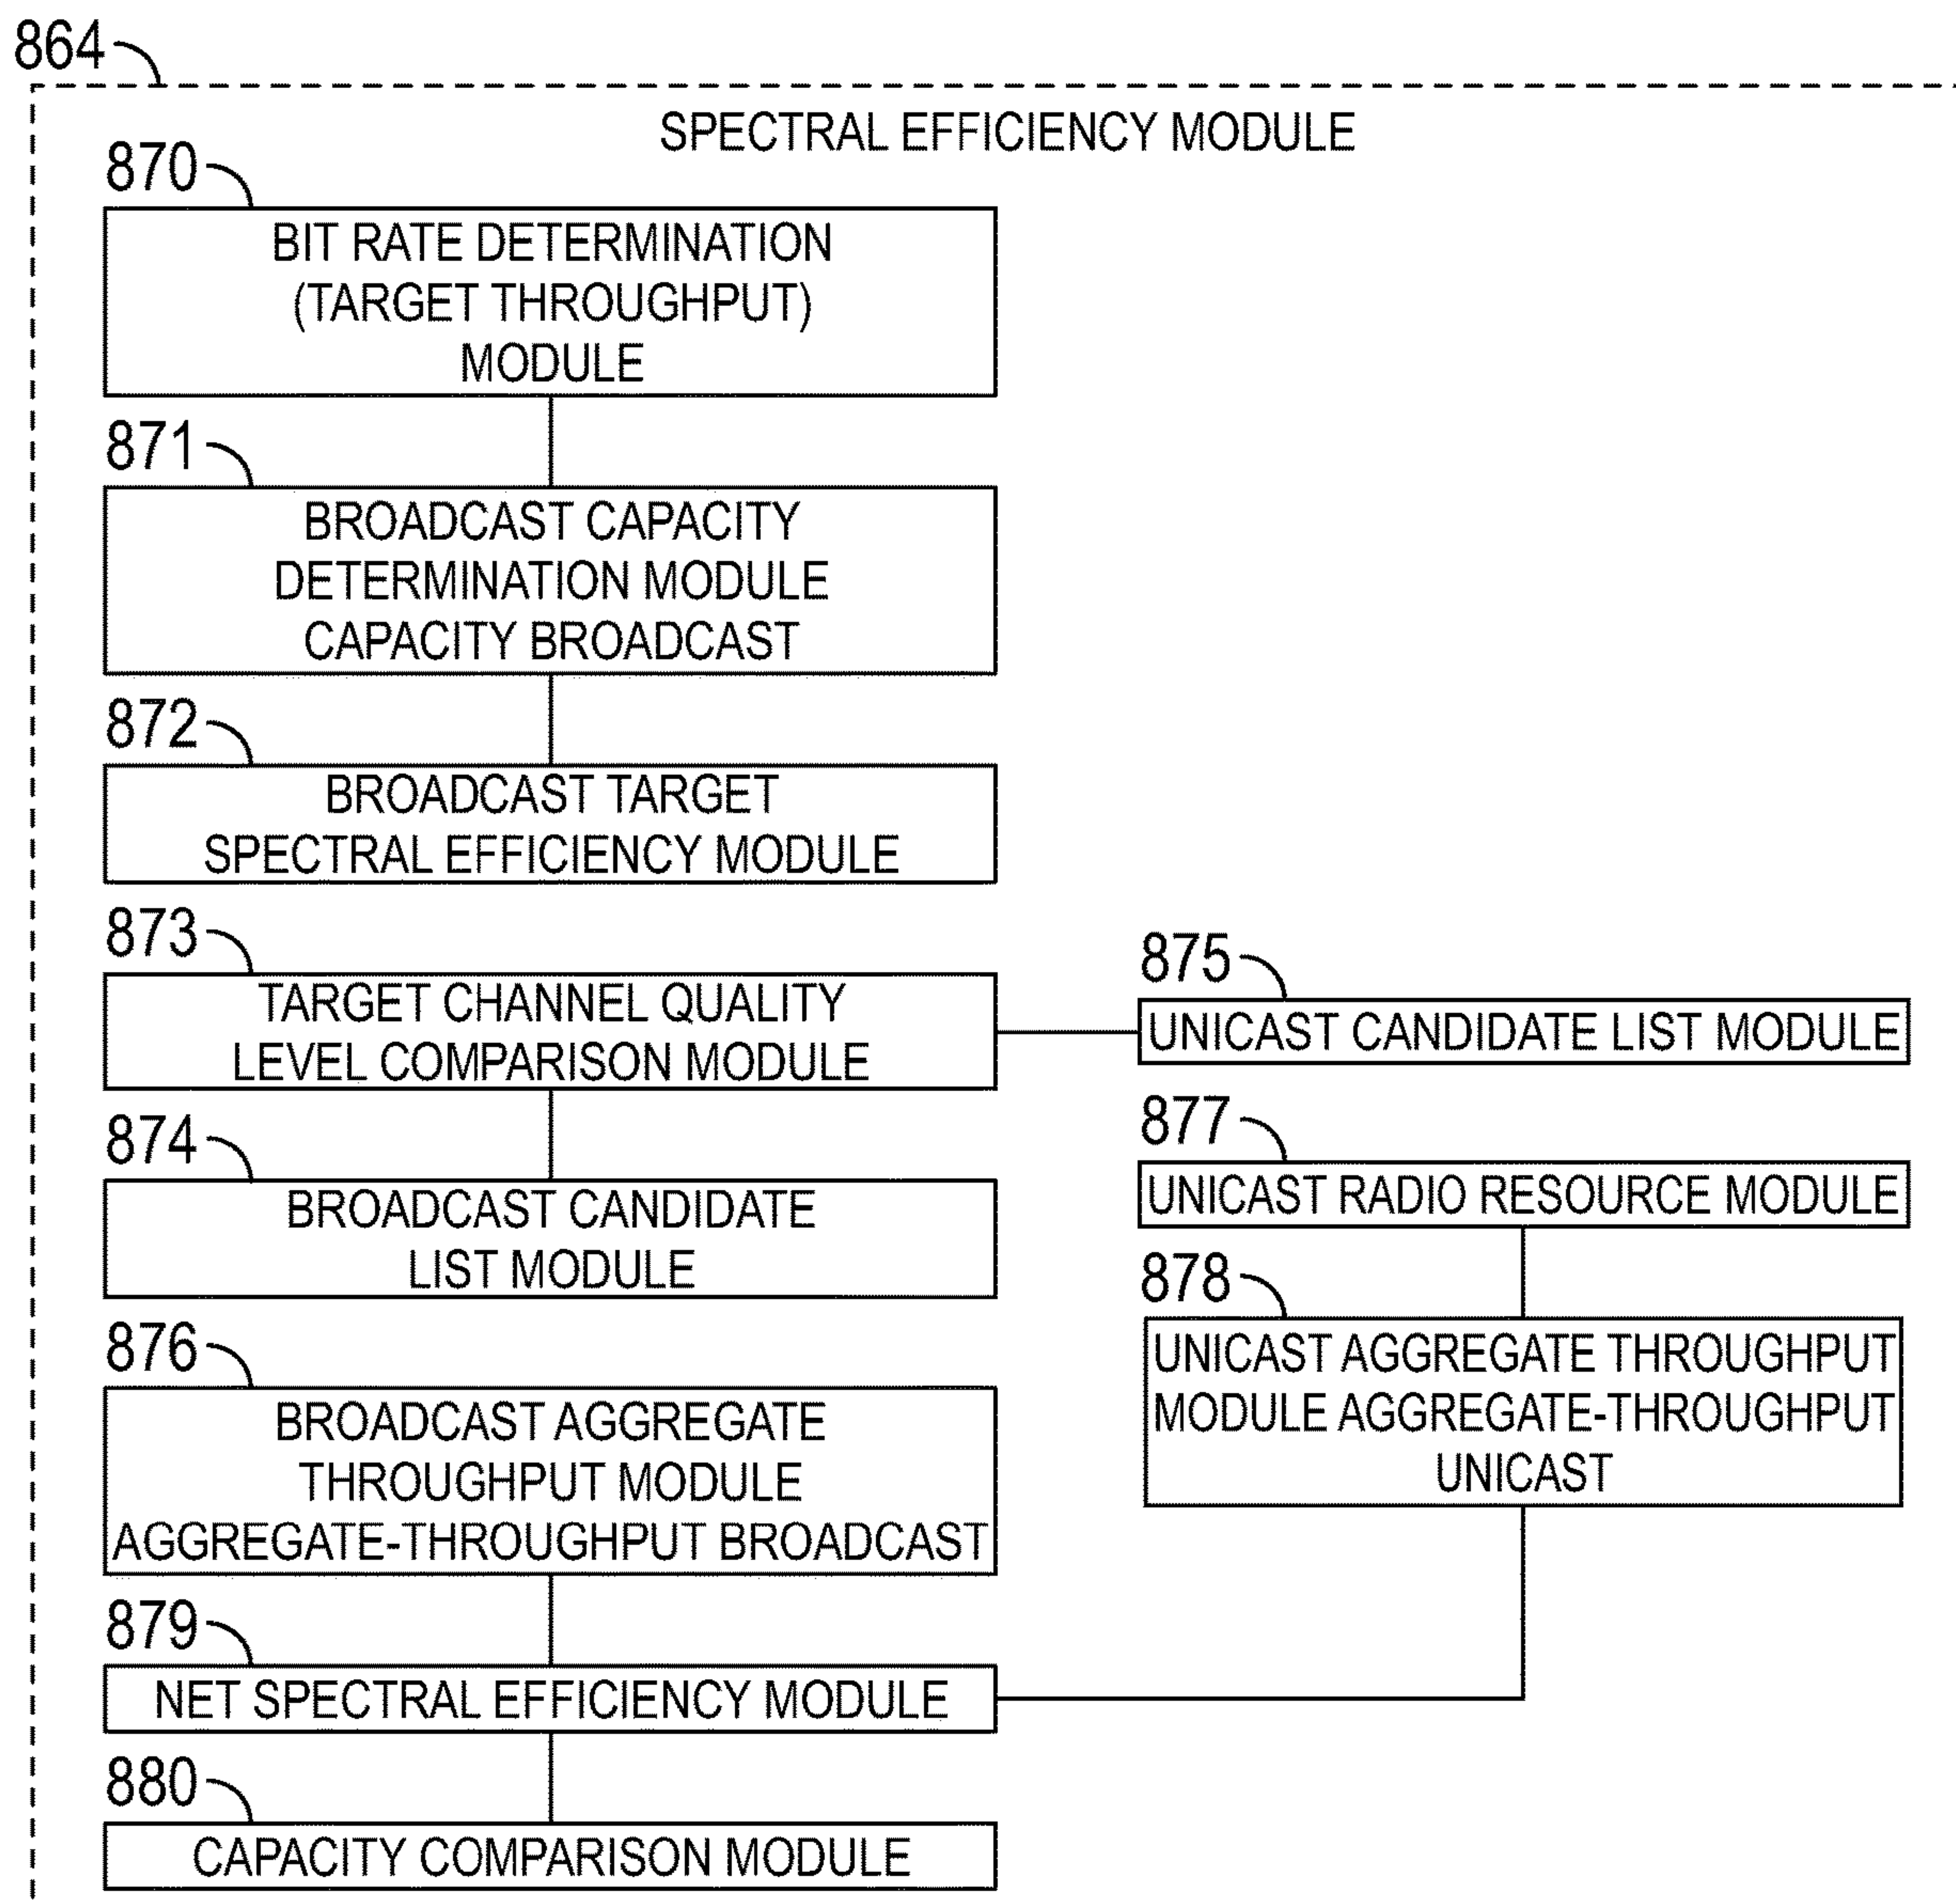 864
SPECTRAL EFFICIENCY MODULE
870
BIT RATE DETERMINATION
(TARGET THROUGHPUT)
MODULE
871
BROADCAST CAPACITY
DETERMINATION MODULE
CAPACITY BROADCAST
872
BROADCAST TARGET
SPECTRAL EFFICIENCY MODULE
873
TARGET CHANNEL QUALITY
LEVEL COMPARISON MODULE
875
UNICAST CANDIDATE LIST MODULE
874
BROADCAST CANDIDATE
LIST MODULE
877
UNICAST RADIO RESOURCE MODULE
878
UNICAST AGGREGATE THROUGHPUT
MODULE AGGREGATE-THROUGHPUT
UNICAST
876
BROADCAST AGGREGATE
THROUGHPUT MODULE
AGGREGATE-THROUGHPUT BROADCAST
879
NET SPECTRAL EFFICIENCY MODULE
880
CAPACITY COMPARISON MODULE